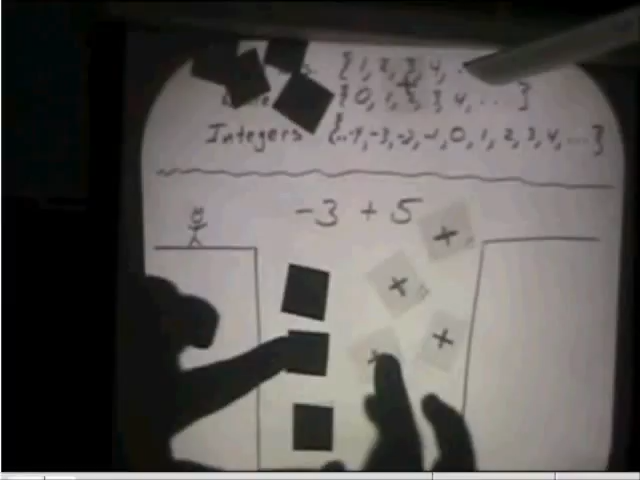 {1, 2, 3, 4, ..
{0, 1, 2, 3, 4, ... }
Integers {..-4, -3, -2, -1, 0, 1, 2, 3, 4, ...}
-3 + 5
+
+
+
+
+